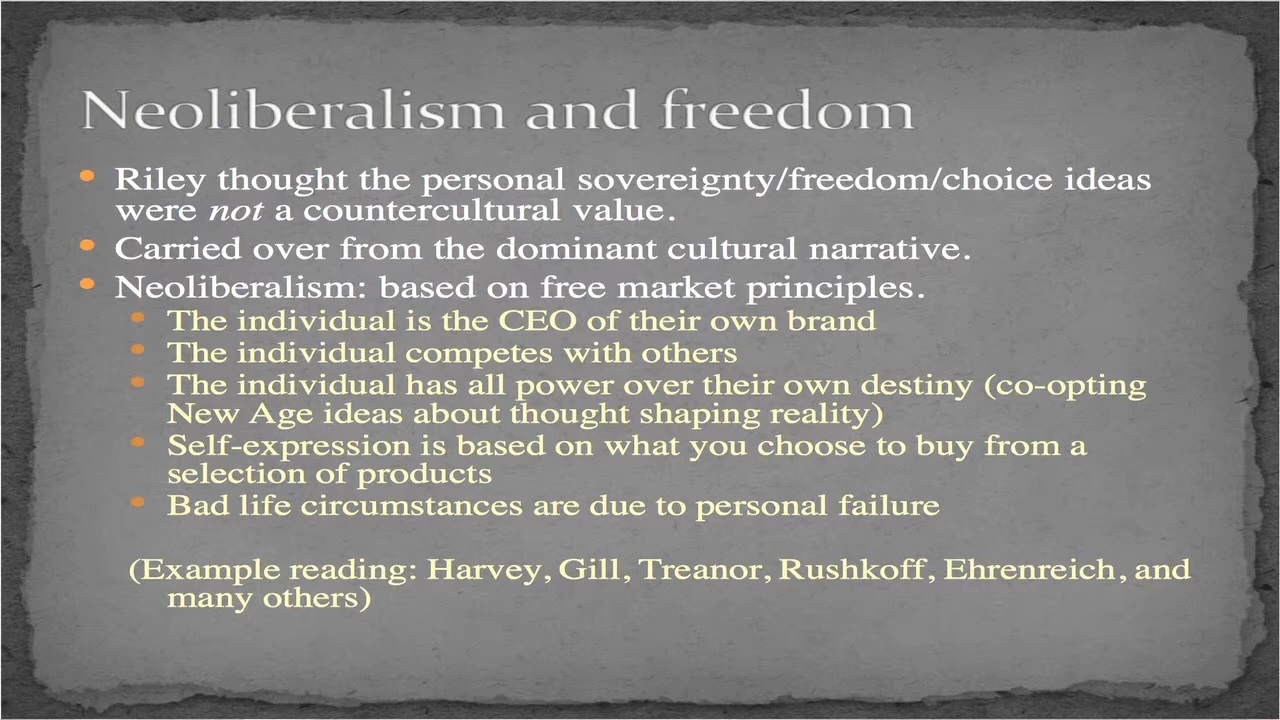 Neoliberalism and freedom
• Riley thought the personal sovereignty/freedom/choice ideas
were not a countercultural value.
• Carried over from the dominant cultural narrative.
• Neoliberalism: based on free market principles.
• The individual is the CEO of their own brand
• The individual competes with others
• The individual has all power over their own destiny (co-opting
New Age ideas about thought shaping reality)
• Self-expression is based on what you choose to buy from a
selection of products
• Bad life circumstances are due to personal failure
(Example reading: Harvey, Gill, Treanor, Rushkoff, Ehrenreich, and
many others)